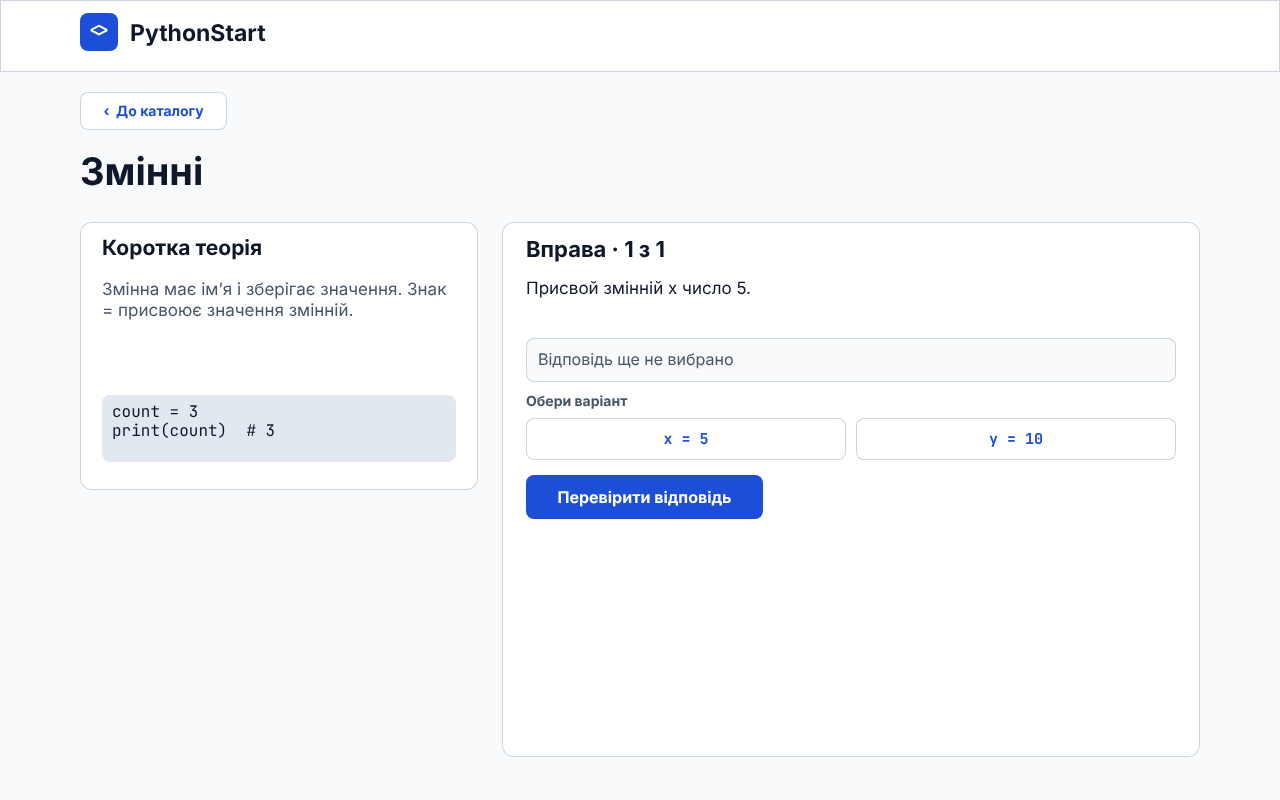 PythonStart
‹ До каталогу
Змінні
Коротка теорія
Змінна має ім’я і зберігає значення. Знак
= присвоює значення змінній.
count = 3
print(count)  # 3
Вправа · 1 з 1
Присвой змінній x число 5.
Відповідь ще не вибрано
Обери варіант
x = 5
y = 10
Перевірити відповідь